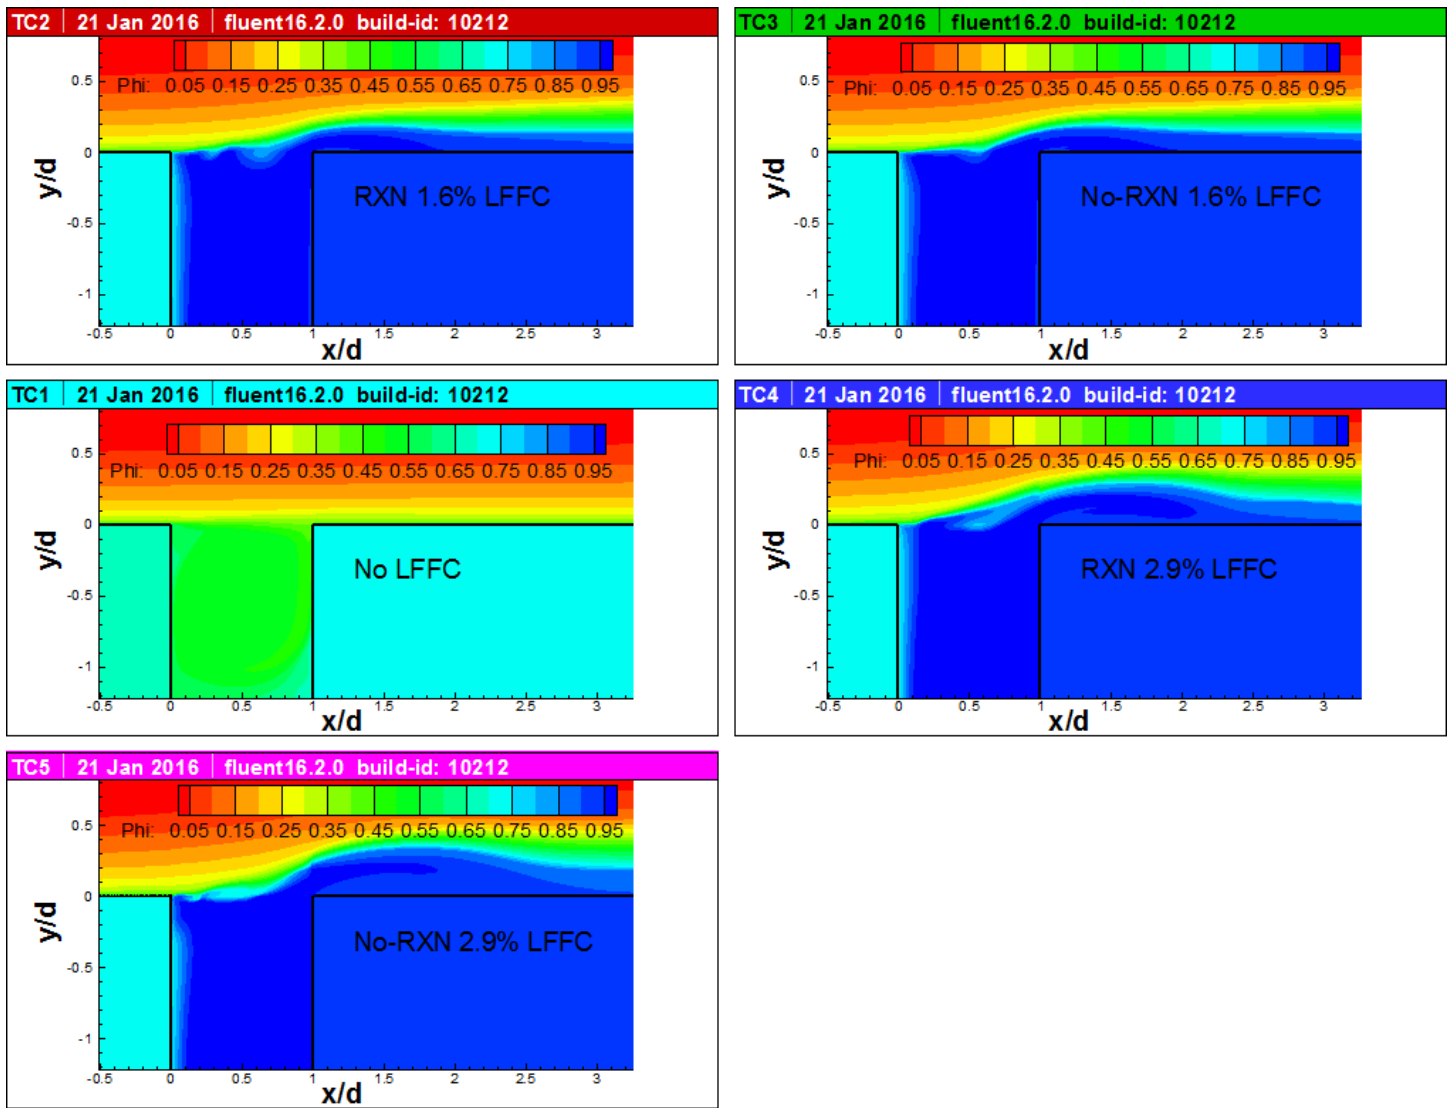 TC2 21 Jan 2016 fluent16.2.0 build-id: 10212
Phi: 0.05 0.15 0.25 0.35 0.45 0.55 0.65 0.75 0.85 0.95
0.5
0
-0.5
-1
y/d
RXN 1.6% LFFC
-0.5 0 0.5 1 1.5 2 2.5 3
x/d
TC3 21 Jan 2016 fluent16.2.0 build-id: 10212
Phi: 0.05 0.15 0.25 0.35 0.45 0.55 0.65 0.75 0.85 0.95
0.5
0
-0.5
-1
y/d
No-RXN 1.6% LFFC
-0.5 0 0.5 1 1.5 2 2.5 3
x/d
TC1 21 Jan 2016 fluent16.2.0 build-id: 10212
0.5
Phi: 0.05 0.15 0.25 0.35 0.45 0.55 0.65 0.75 0.85 0.95
0
-0.5
-1
y/d
No LFFC
-0.5 0 0.5 1 1.5 2 2.5 3
x/d
TC4 21 Jan 2016 fluent16.2.0 build-id: 10212
0.5
Phi: 0.05 0.15 0.25 0.35 0.45 0.55 0.65 0.75 0.85 0.95
0
-0.5
-1
y/d
RXN 2.9% LFFC
-0.5 0 0.5 1 1.5 2 2.5 3
x/d
TC5 21 Jan 2016 fluent16.2.0 build-id: 10212
0.5
Phi: 0.05 0.15 0.25 0.35 0.45 0.55 0.65 0.75 0.85 0.95
0
-0.5
-1
y/d
No-RXN 2.9% LFFC
-0.5 0 0.5 1 1.5 2 2.5 3
x/d